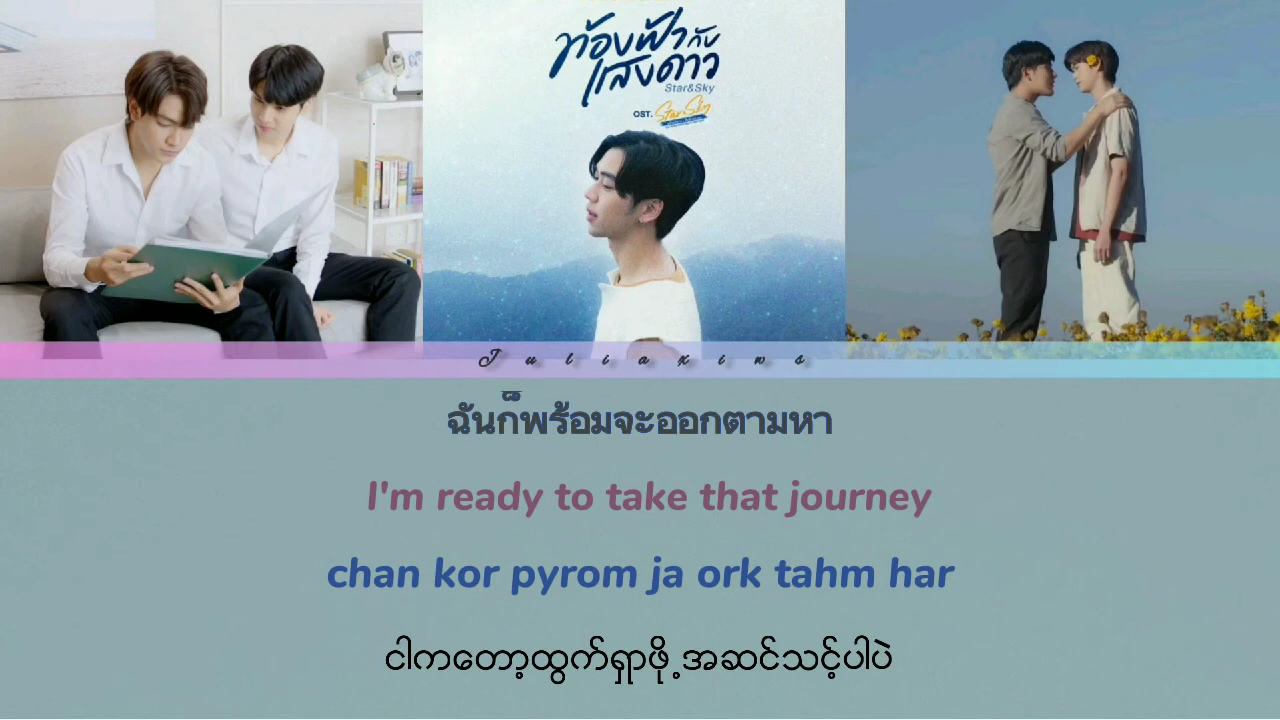 ท้องฟ้ากับ
แสงดาว
Star&Sky
OST. Star&Sky
Juliaxiws
ฉันก็พร้อมจะออกตามหา
I'm ready to take that journey
chan kor pyrom ja ork tahm har
ငါကတော့ထွက်ရှာဖို့အဆင်သင့်ပါပဲ